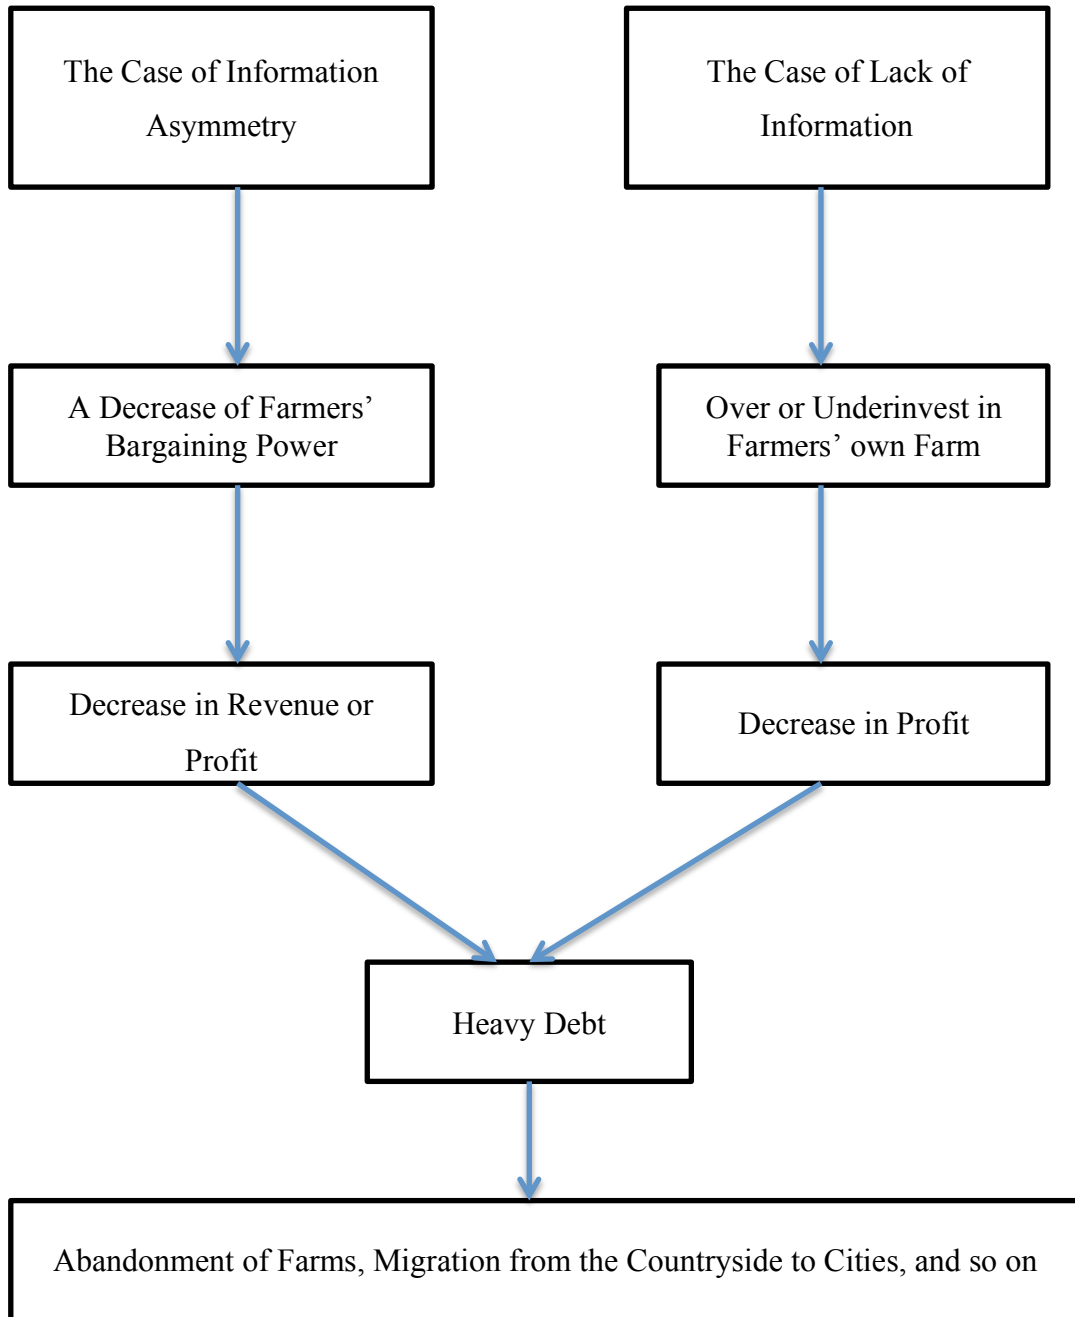 The Case of Information
Asymmetry
The Case of Lack of
Information
A Decrease of Farmers’
Bargaining Power
Over or Underinvest in
Farmers’ own Farm
Decrease in Revenue or
Profit
Decrease in Profit
Heavy Debt
Abandonment of Farms, Migration from the Countryside to Cities, and so on